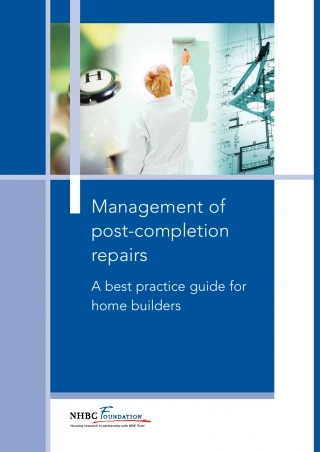 H
Management of
post-completion
repairs
A best practice guide for
home builders
NHBC FOUNDATION
Housing research in partnership with BRE Trust